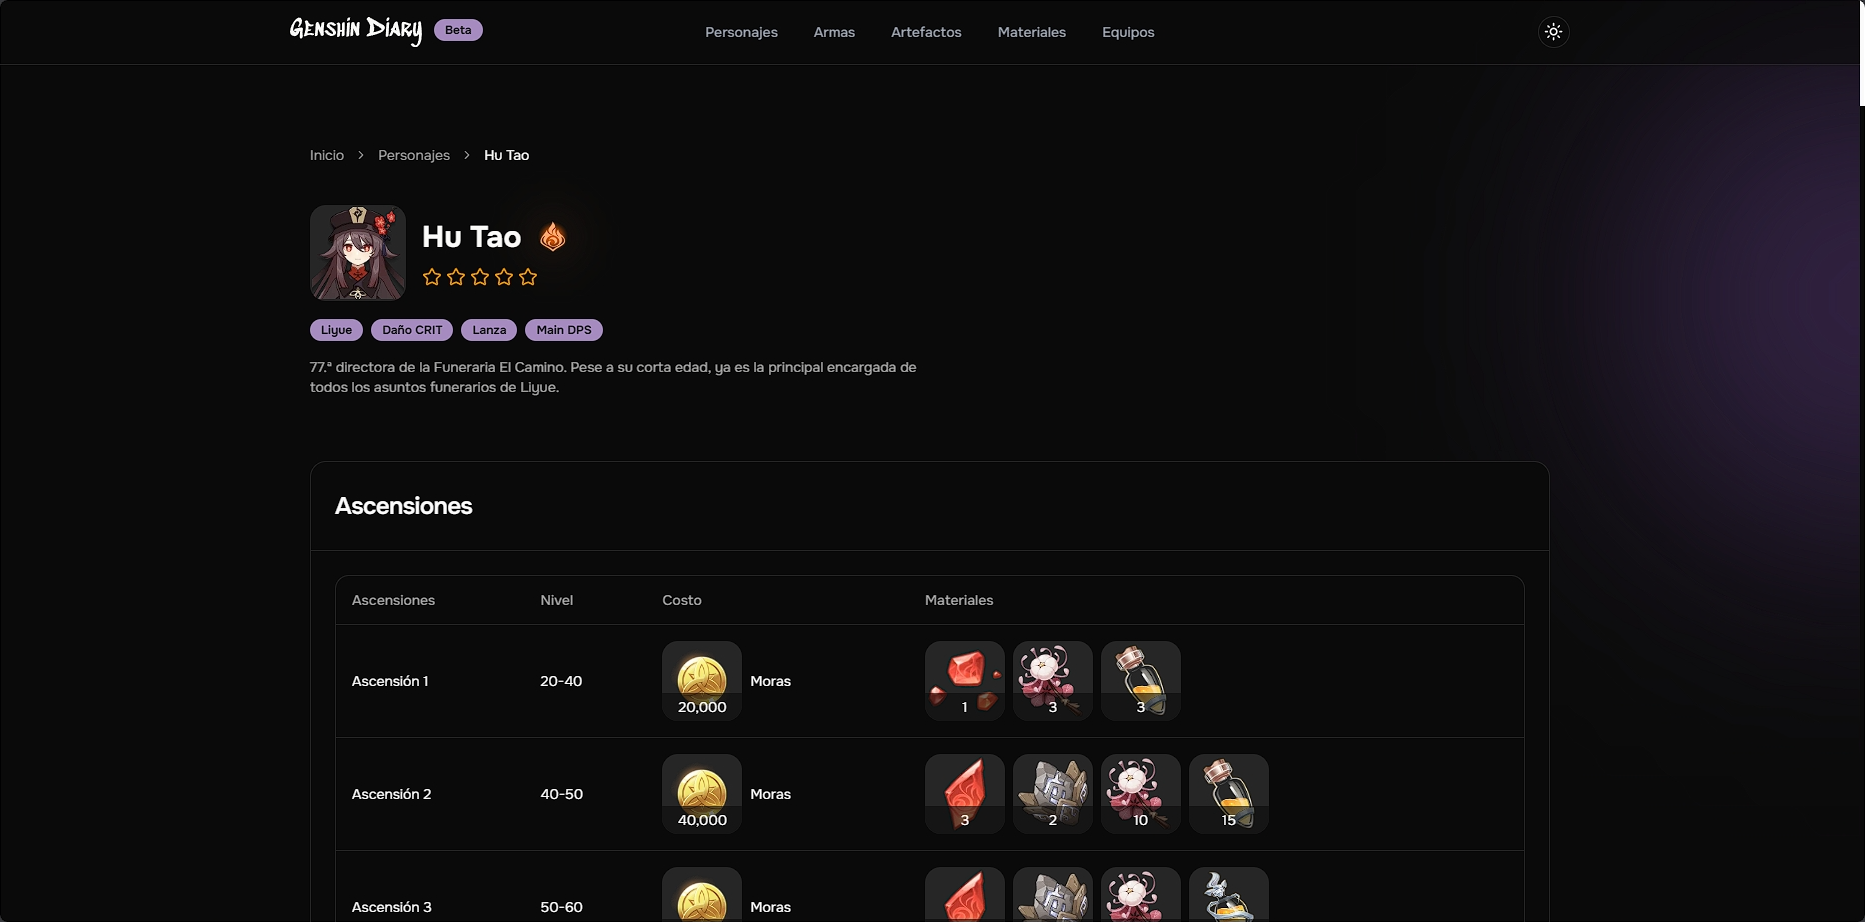 Genshin Diary Beta
Personajes Armas Artefactos Materiales Equipos
Inicio > Personajes > Hu Tao
Hu Tao
Liyue Daño CRIT Lanza Main DPS
77.ª directora de la Funeraria El Camino. Pese a su corta edad, ya es la principal encargada de
todos los asuntos funerarios de Liyue.
Ascensiones
Ascensiones Nivel Costo Materiales
Ascensión 1 20-40 20,000 Moras 1 3 3
Ascensión 2 40-50 40,000 Moras 3 2 10 15
Ascensión 3 50-60 Moras